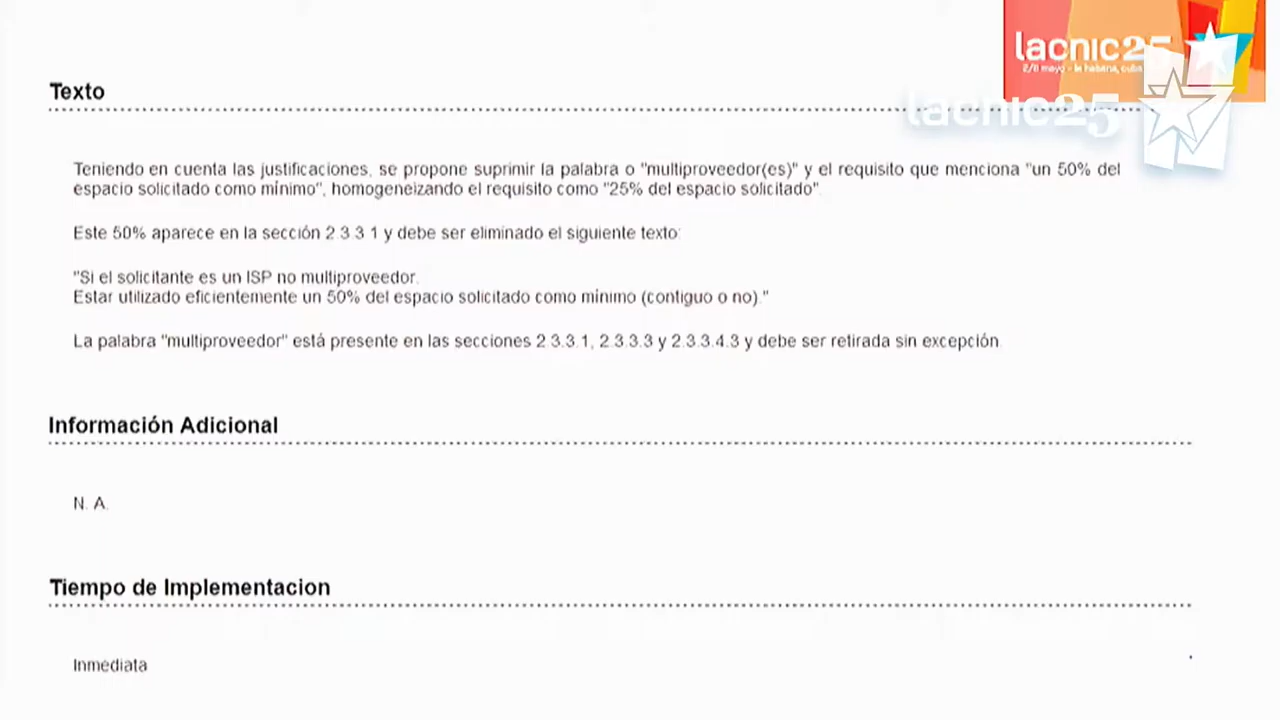 lacnic25
2/6 mayo - la habana, cuba
lacnic25
Texto
Teniendo en cuenta las justificaciones, se propone suprimir la palabra o "multiproveedor(es)" y el requisito que menciona "un 50% del
espacio solicitado como mínimo", homogeneizando el requisito como "25% del espacio solicitado".
Este 50% aparece en la sección 2.3.3.1 y debe ser eliminado el siguiente texto:
"Si el solicitante es un ISP no multiproveedor.
Estar utilizado eficientemente un 50% del espacio solicitado como mínimo (contiguo o no)."
La palabra "multiproveedor" está presente en las secciones 2.3.3.1, 2.3.3.3 y 2.3.3.4.3 y debe ser retirada sin excepción.
Información Adicional
N. A.
Tiempo de Implementacion
Inmediata